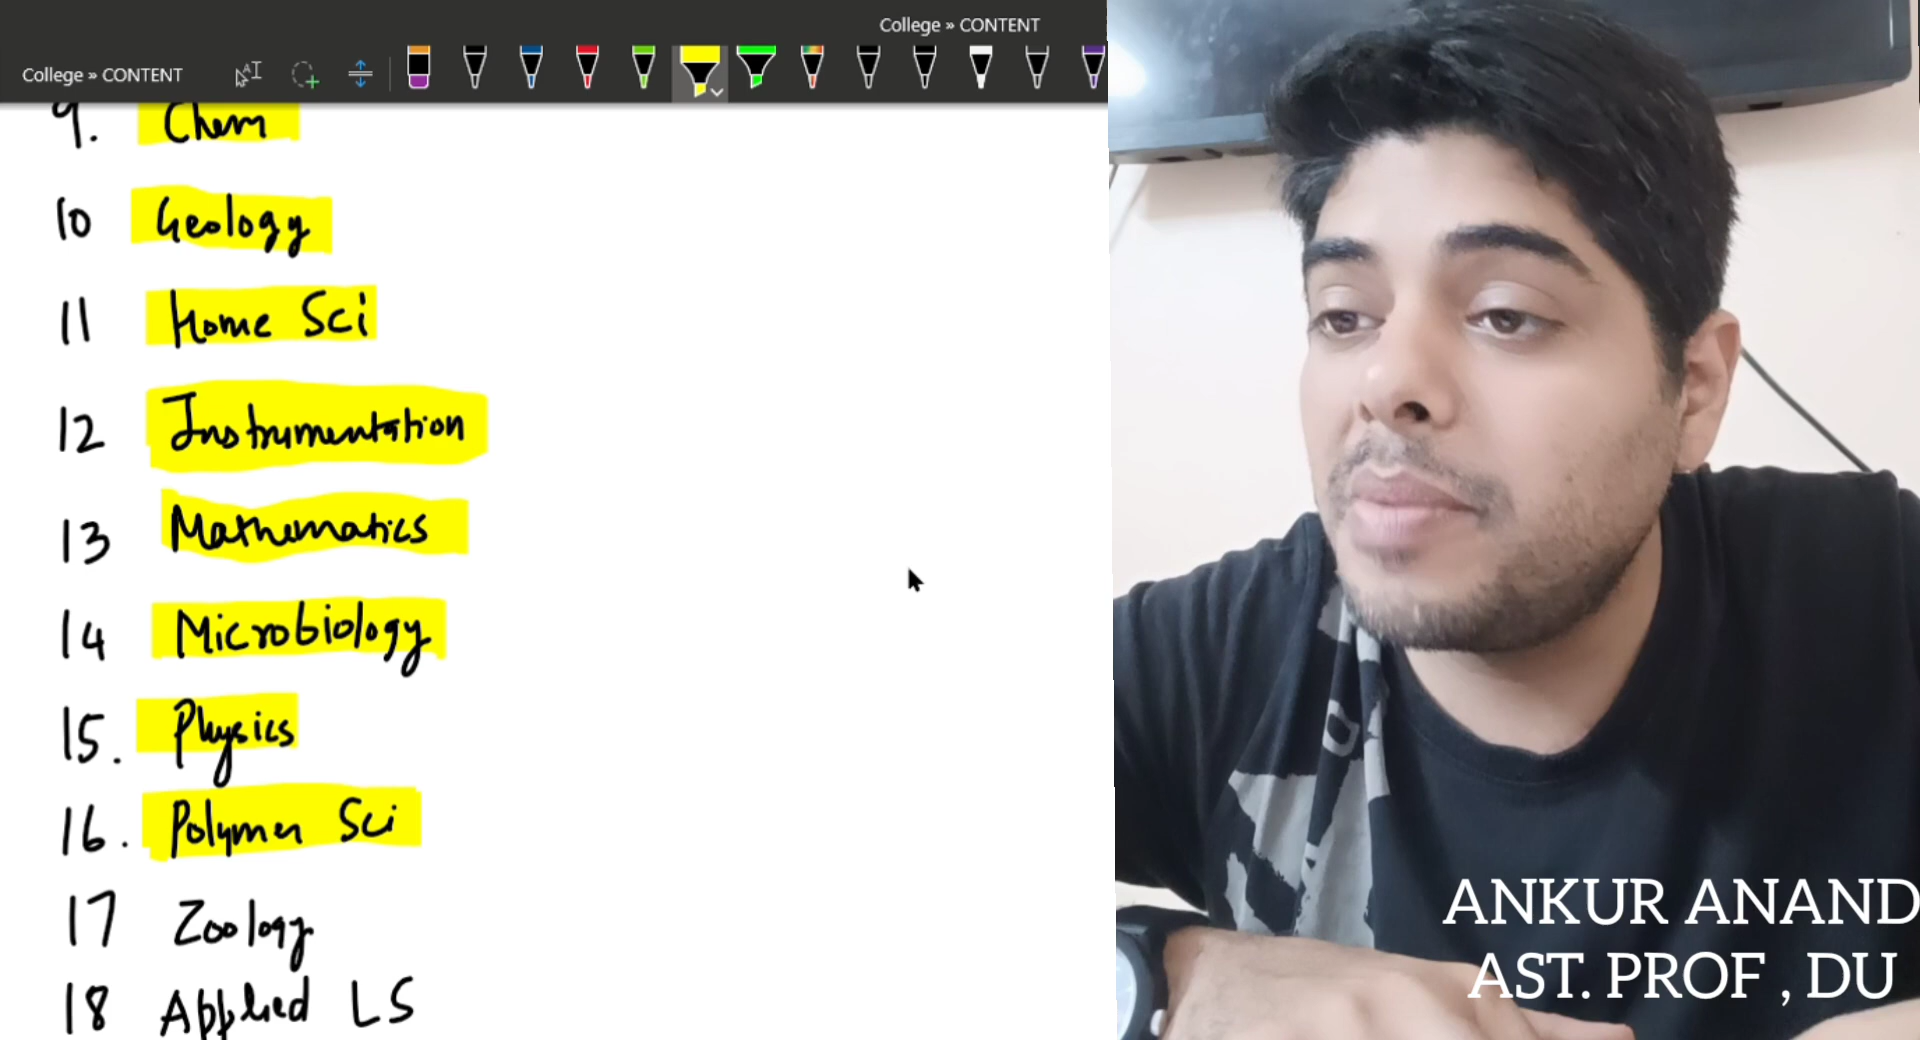 College » CONTENT
College » CONTENT
9. Chem
10 Geology
11 Home Sci
12 Instrumentation
13 Mathematics
14 Microbiology
15. Physics
16. Polymer Sci
17 Zoology
18 Applied LS
ANKUR ANAND
AST. PROF , DU